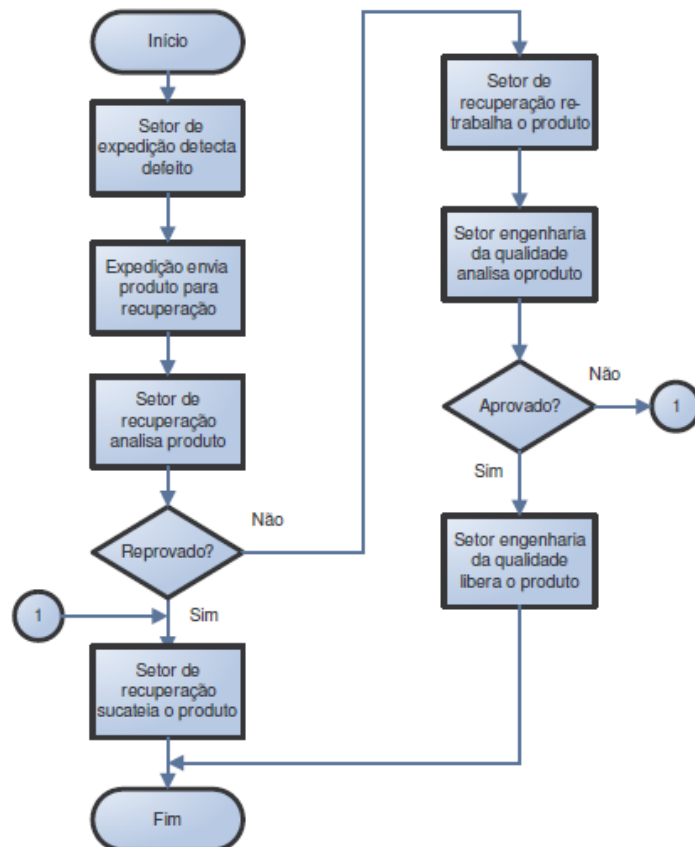 Início
Setor de
expedição detecta
defeito
Expedição envia
produto para
recuperação
Setor de
recuperação
analisa produto
Reprovado?
Não
Sim
1
Setor de
recuperação
sucateia o produto
Fim
Setor de
recuperação re-
trabalha o produto
Setor engenharia
da qualidade
analisa oproduto
Aprovado?
Não
1
Sim
Setor engenharia
da qualidade
libera o produto